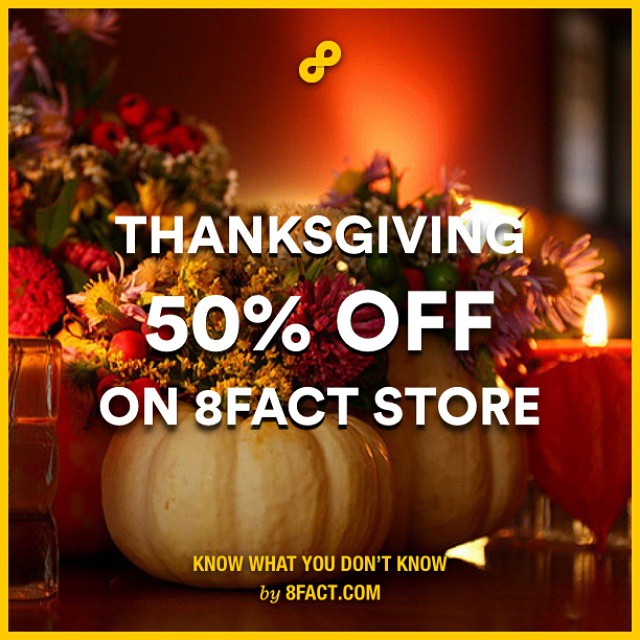 THANKSGIVING
50% OFF
ON 8FACT STORE
KNOW WHAT YOU DON'T KNOW
by 8FACT.COM